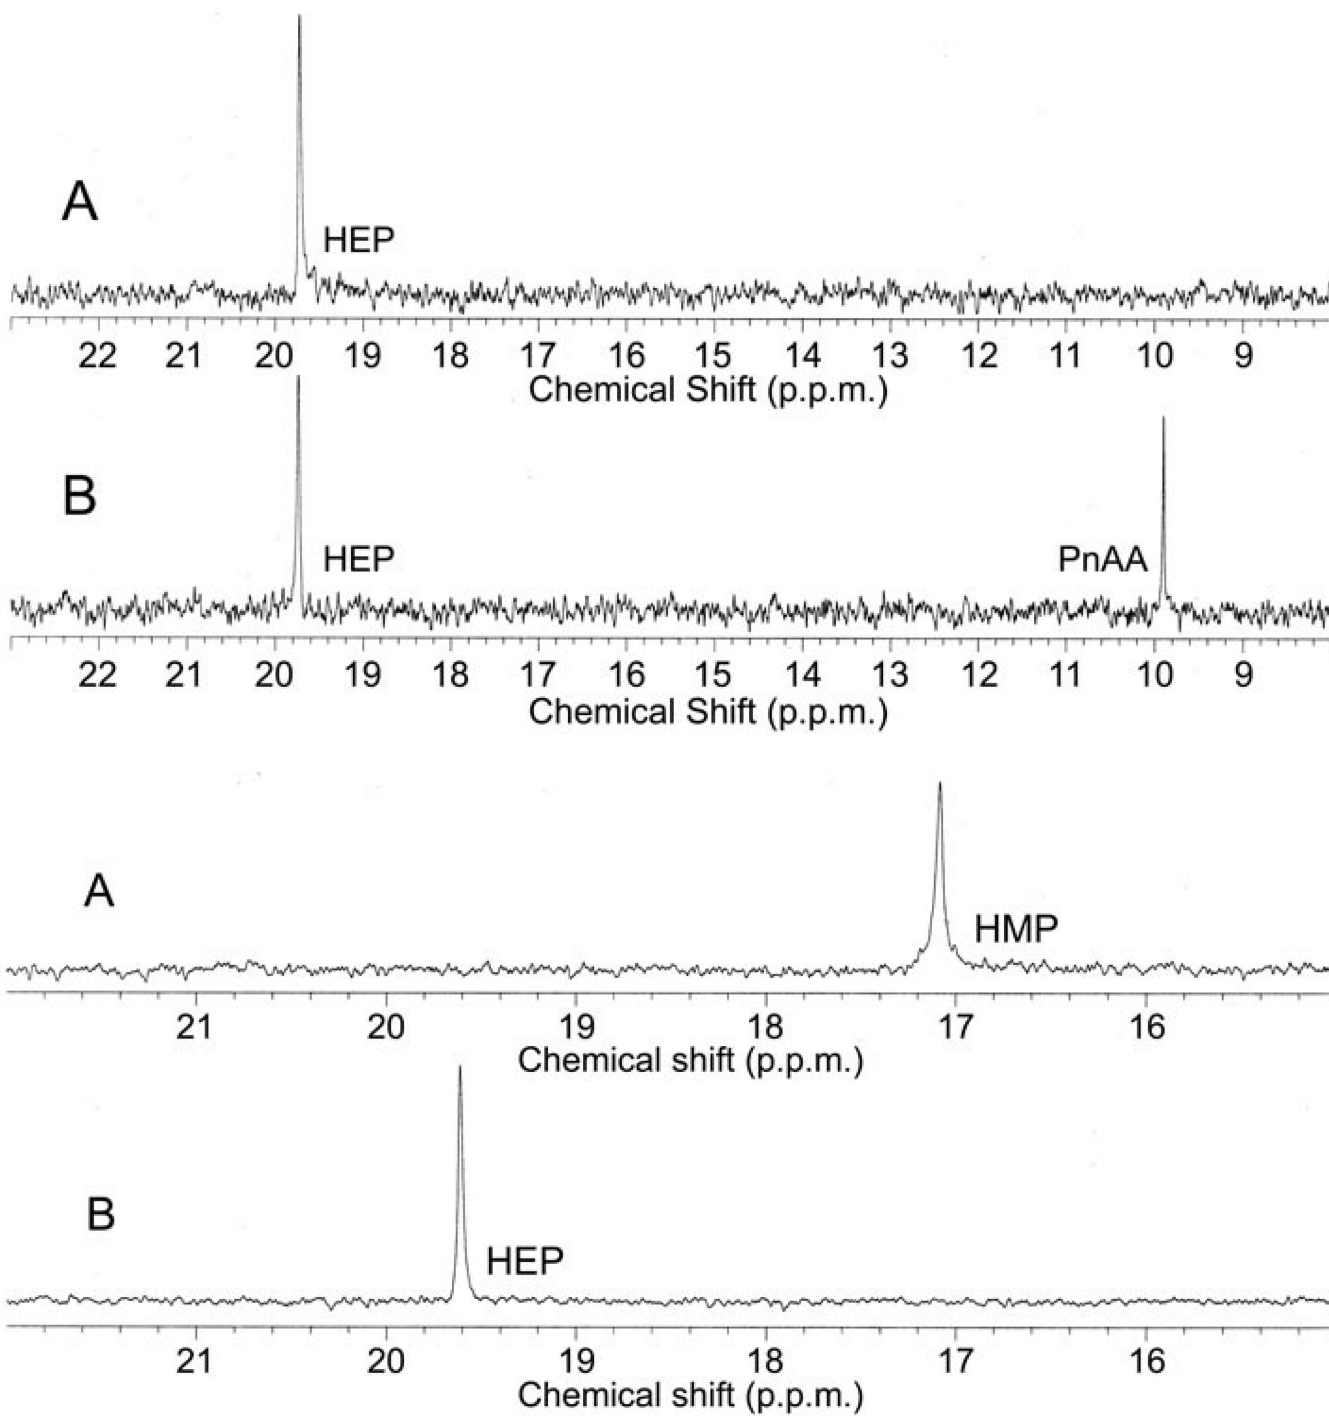 A
HEP
22 21 20 19 18 17 16 15 14 13 12 11 10 9
Chemical Shift (p.p.m.)
B
HEP
PnAA
22 21 20 19 18 17 16 15 14 13 12 11 10 9
Chemical Shift (p.p.m.)
A
HMP
21 20 19 18 17 16
Chemical shift (p.p.m.)
B
HEP
21 20 19 18 17 16
Chemical shift (p.p.m.)